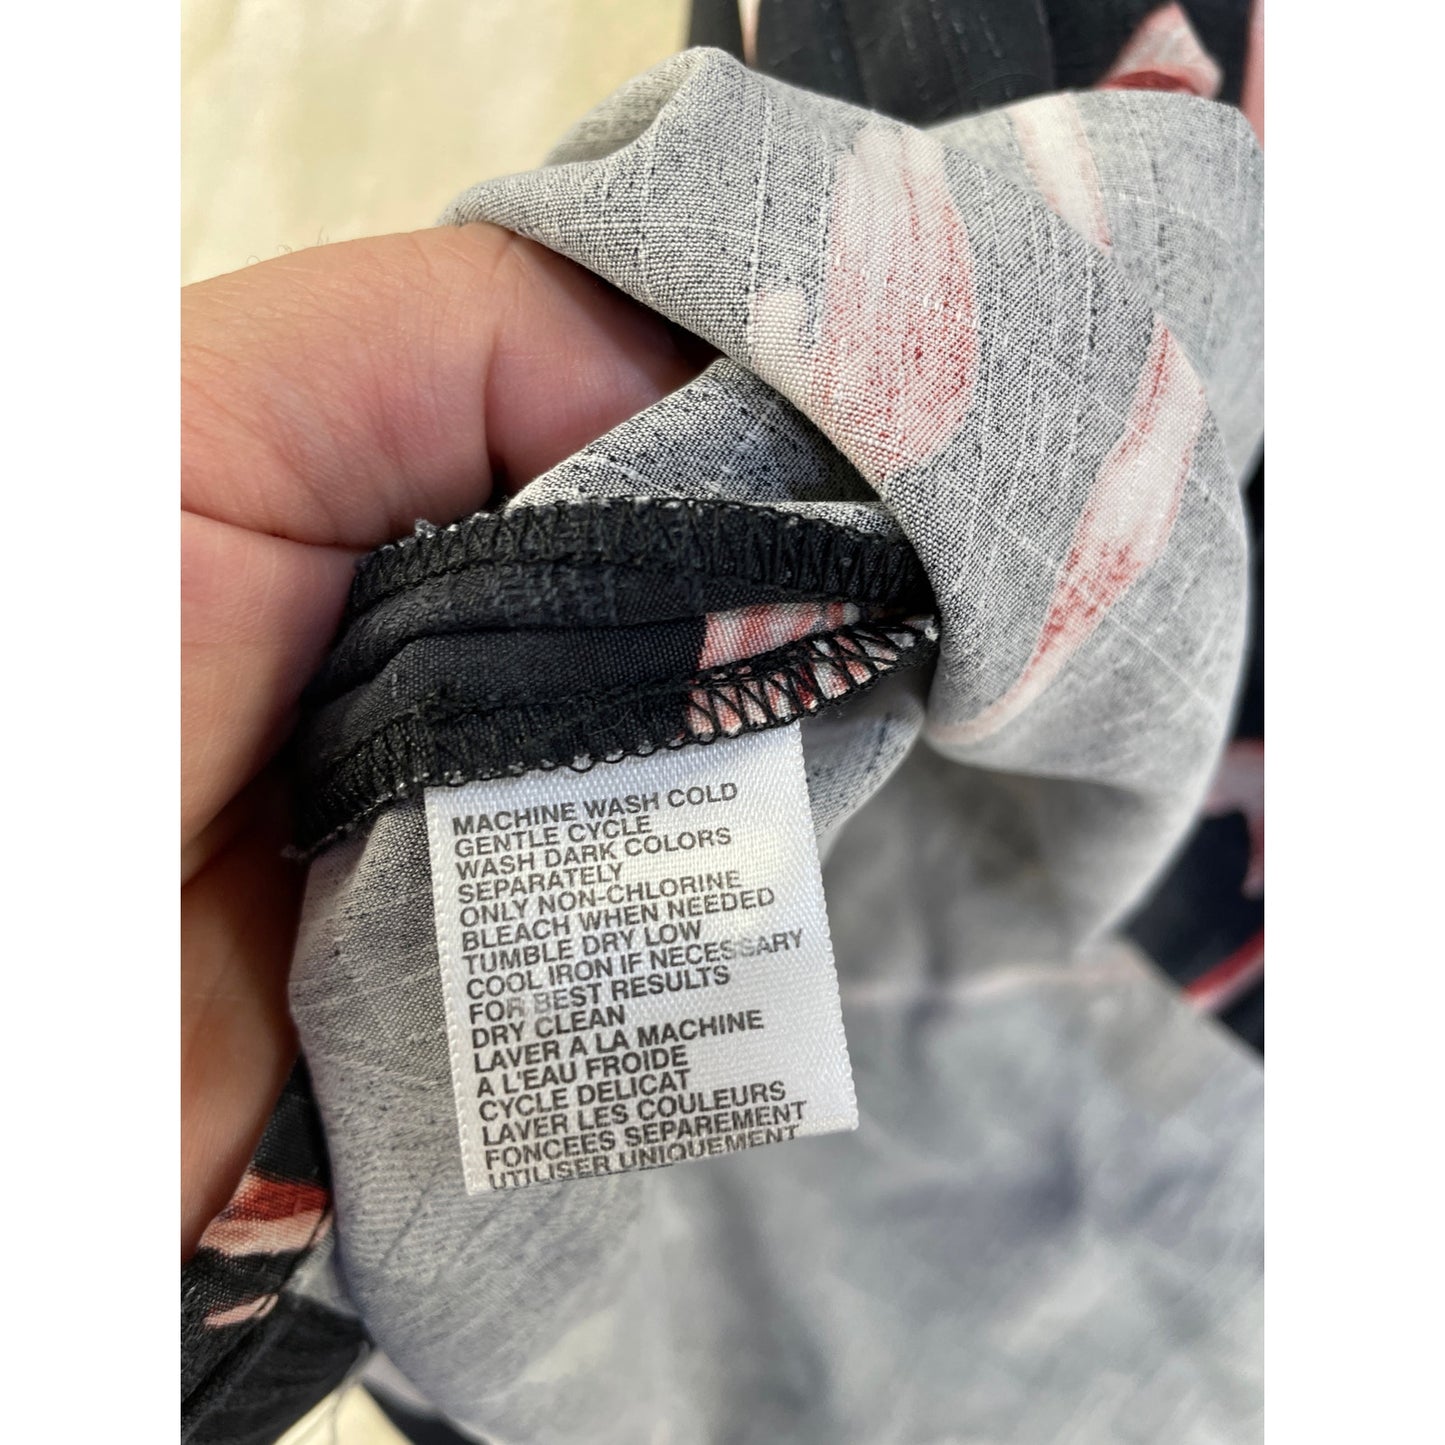 MACHINE WASH COLD
GENTLE CYCLE
WASH DARK COLORS
SEPARATELY
ONLY NON-CHLORINE
BLEACH WHEN NEEDED
TUMBLE DRY LOW
COOL IRON IF NECESSARY
FOR BEST RESULTS
DRY CLEAN
LAVER A LA MACHINE
A L'EAU FROIDE
CYCLE DELICAT
LAVER LES COULEURS
FONCEES SEPAREMENT
UTILISER UNIQUEMENT